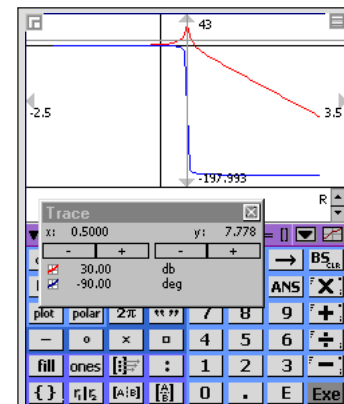 43
-2.5
3.5
-197.993
R
Trace
x: 0.5000 y: 7.778
- + - +
30.00 db
-90.00 deg
= []
→ BS CLR
ANS "X"
plot polar 2π "" 7 8 9 "+"
− o × □ 4 5 6 "÷"
fill ones : 1 2 3 "−"
{} [A|B] 0 . E Exe